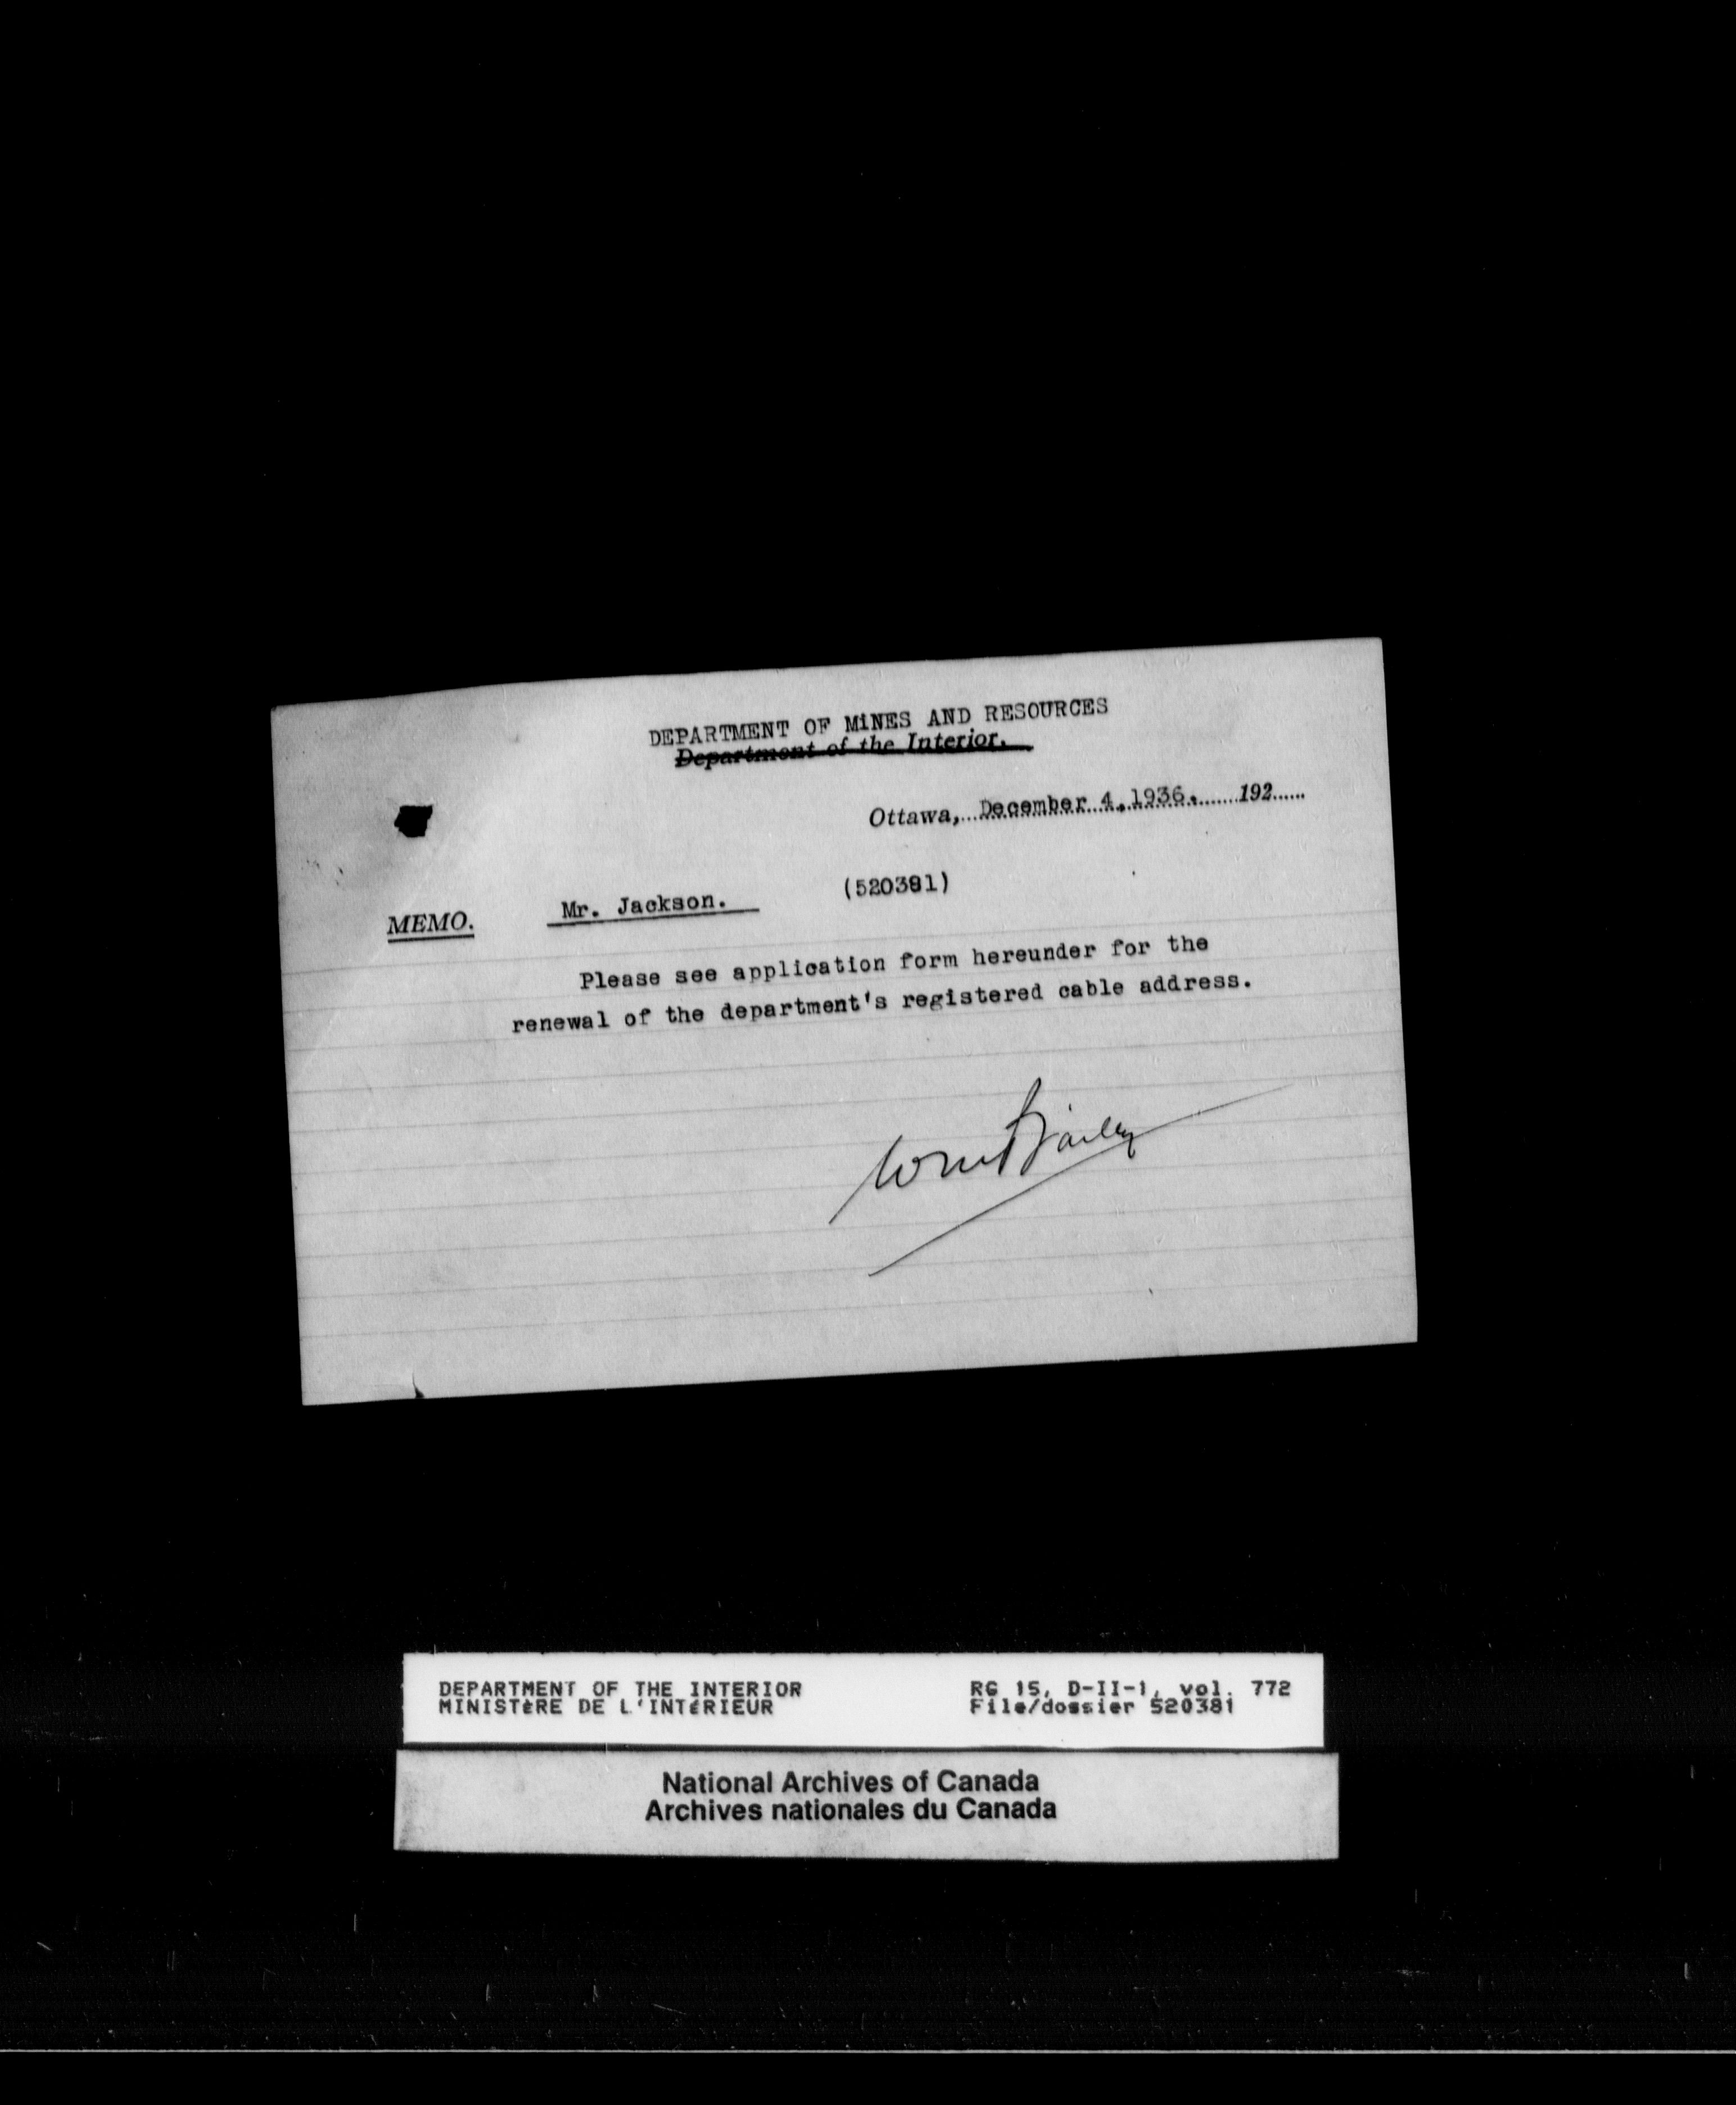 DEPARTMENT OF MINES AND RESOURCES
Department of the Interior.
Ottawa, December 4, 1936. 192
(520381)
MEMO. Mr. Jackson.
Please see application form hereunder for the
renewal of the department's registered cable address.
Wm Bailey
DEPARTMENT OF THE INTERIOR RG 15, D-II-1, vol. 772
MINISTÈRE DE L'INTÉRIEUR File/dossier 520381
National Archives of Canada
Archives nationales du Canada